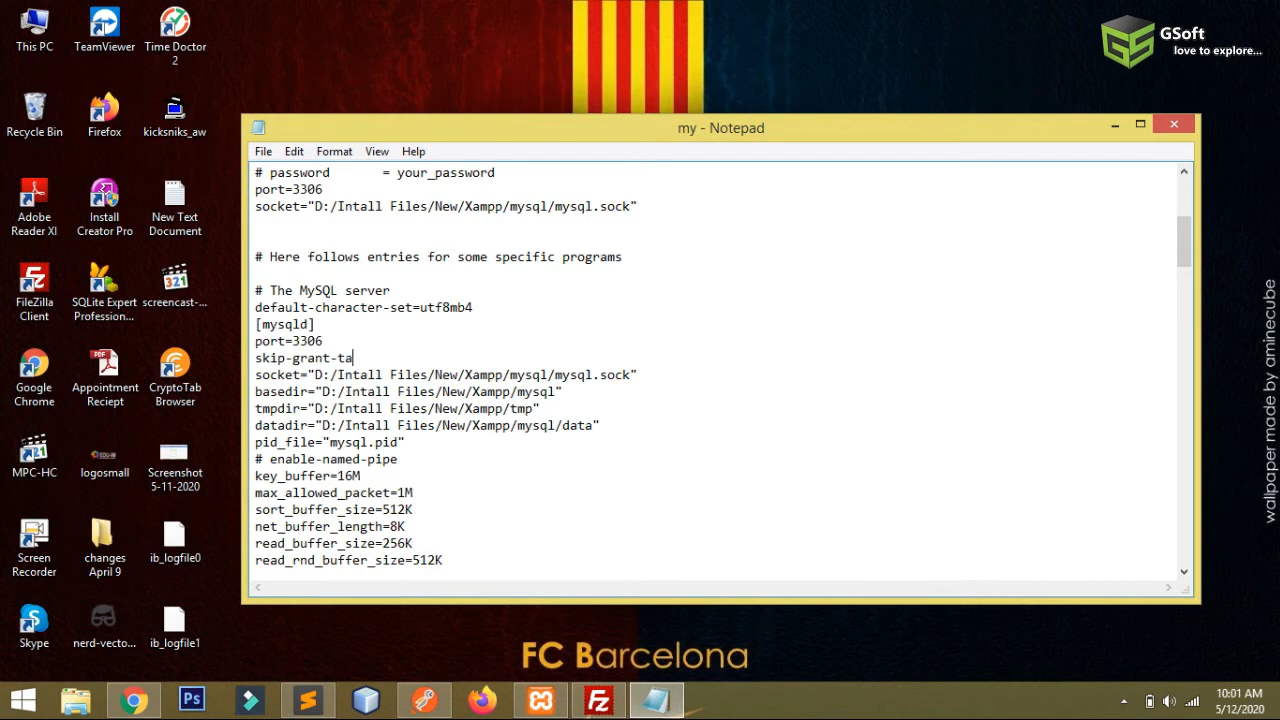 This PC
TeamViewer
Time Doctor
2
Recycle Bin
Firefox
kicksniks_aw
Adobe
Reader XI
Install
Creator Pro
New Text
Document
FileZilla
Client
SQLite Expert
Profession...
screencast-...
Google
Chrome
Appointment
Reciept
CryptoTab
Browser
MPC-HC
logosmall
Screenshot
5-11-2020
Screen
Recorder
changes
April 9
ib_logfile0
Skype
nerd-vecto...
ib_logfile1
GSoft
love to explore...
my - Notepad
File Edit Format View Help
# password       = your_password
port=3306
socket="D:/Intall Files/New/Xampp/mysql/mysql.sock"
# Here follows entries for some specific programs
# The MySQL server
default-character-set=utf8mb4
[mysqld]
port=3306
skip-grant-ta
socket="D:/Intall Files/New/Xampp/mysql/mysql.sock"
basedir="D:/Intall Files/New/Xampp/mysql"
tmpdir="D:/Intall Files/New/Xampp/tmp"
datadir="D:/Intall Files/New/Xampp/mysql/data"
pid_file="mysql.pid"
# enable-named-pipe
key_buffer=16M
max_allowed_packet=1M
sort_buffer_size=512K
net_buffer_length=8K
read_buffer_size=256K
read_rnd_buffer_size=512K
wallpaper made by aminecube
FC Barcelona
Ps
Fz
10:01 AM
5/12/2020